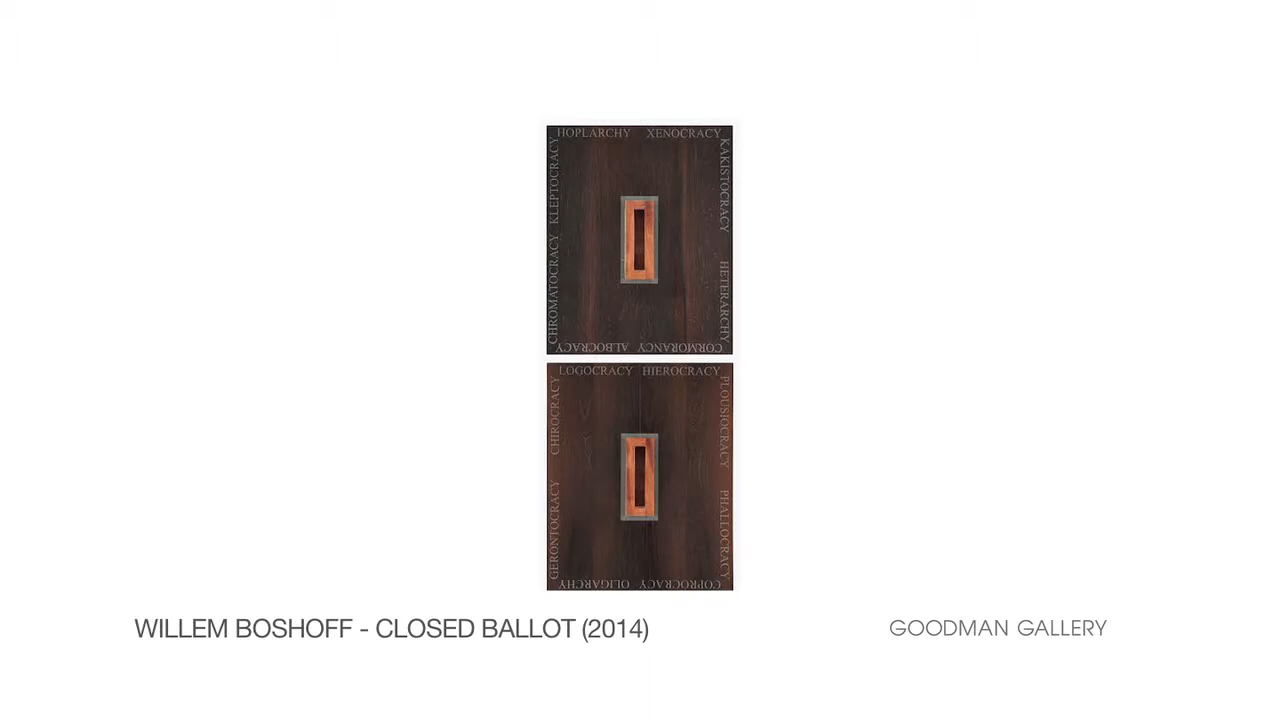 HOPLARCHY XENOCRACY
KAKISTOCRACY HETERARCHY
CORMORANCY ALBOCRACY
CHROMATOCRACY KLEPTOCRACY
LOGOCRACY HIEROCRACY
PLOUSIOCRACY PHALLOCRACY
COPROCRACY OLIGARCHY
GERONTOCRACY CHIROCRACY
WILLEM BOSHOFF - CLOSED BALLOT (2014)
GOODMAN GALLERY